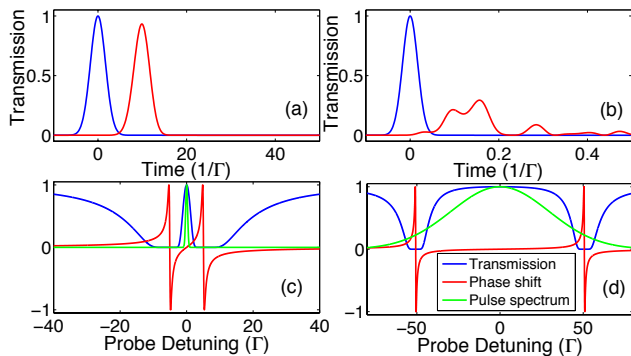 Transmission
1
0.5
0
0
20
40
Time (1/Γ)
(a)
Transmission
1
0.5
0
0
0.2
0.4
Time (1/Γ)
(b)
1
0
−1
−40
−20
0
20
40
Probe Detuning (Γ)
(c)
1
0
−1
−50
0
50
Probe Detuning (Γ)
(d)
Transmission
Phase shift
Pulse spectrum